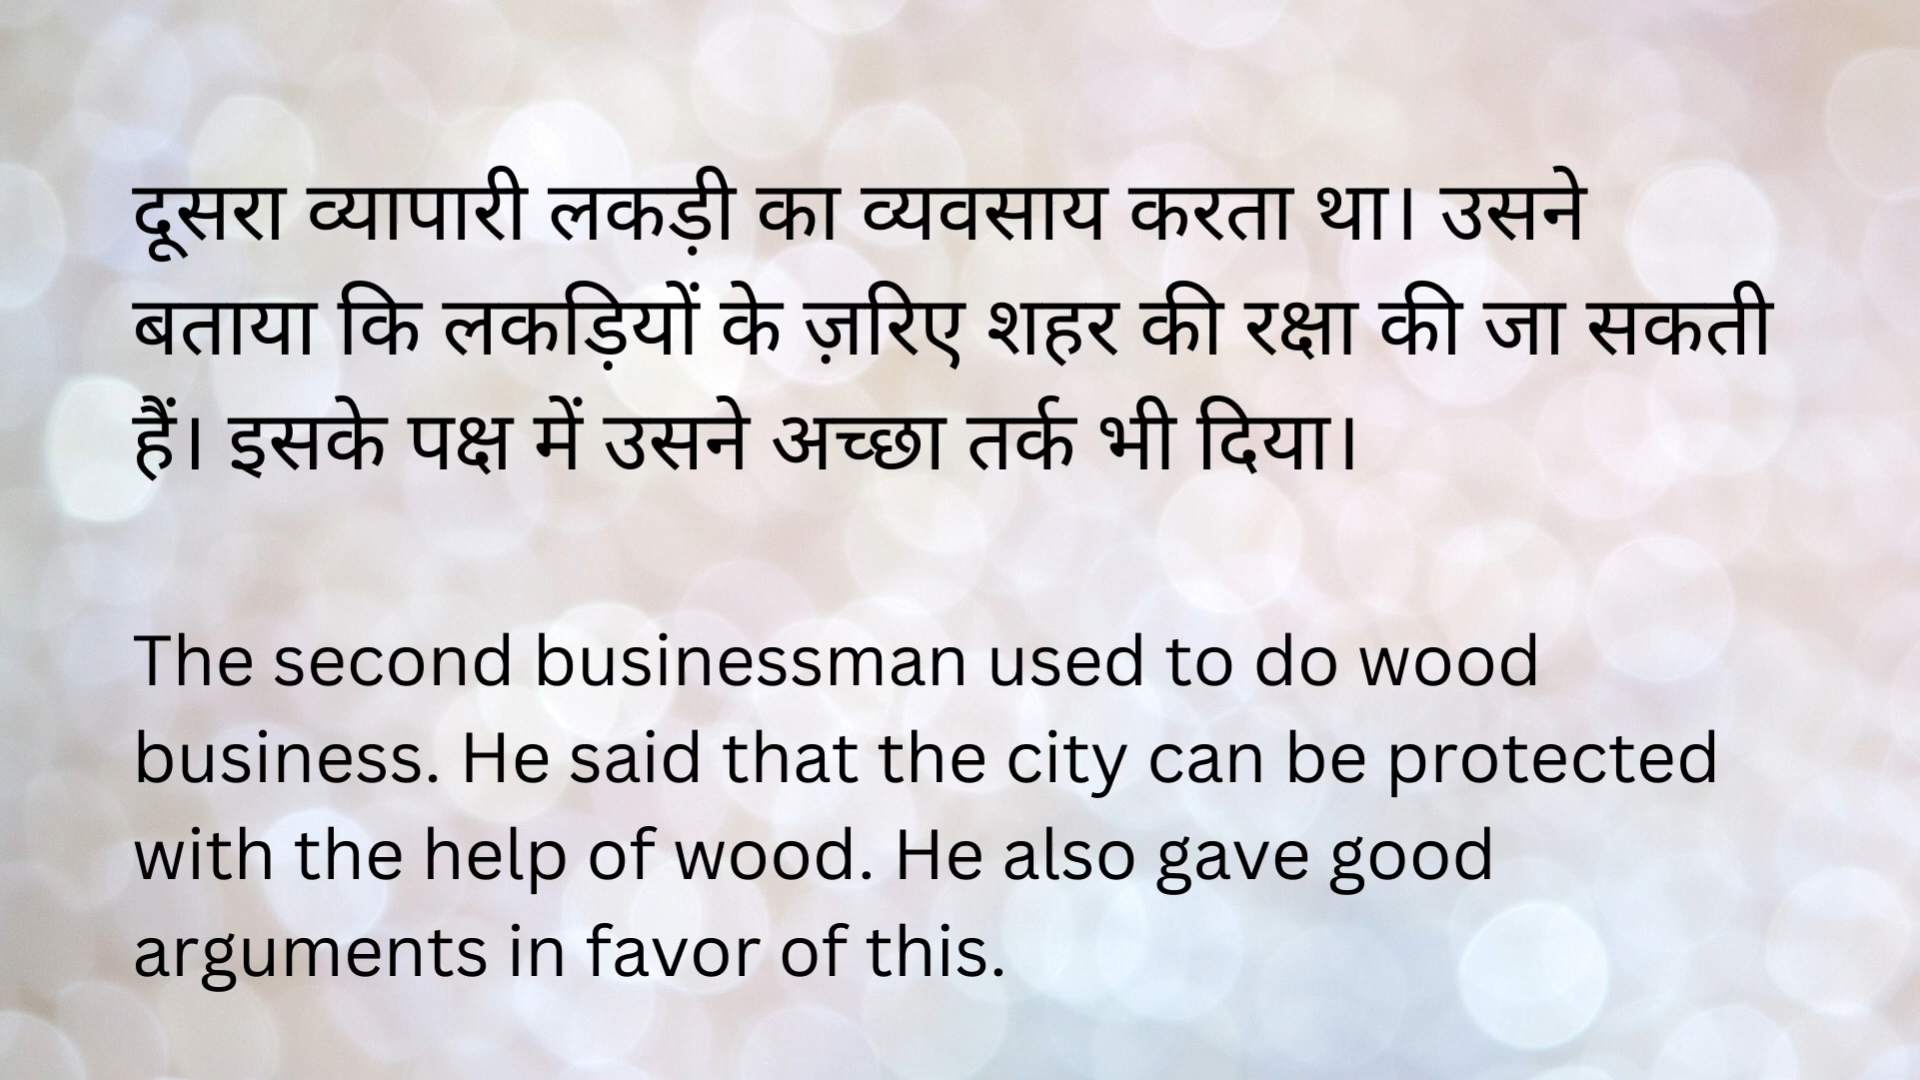 दूसरा व्यापारी लकड़ी का व्यवसाय करता था। उसने
बताया कि लकड़ियों के ज़रिए शहर की रक्षा की जा सकती
हैं। इसके पक्ष में उसने अच्छा तर्क भी दिया।
The second businessman used to do wood
business. He said that the city can be protected
with the help of wood. He also gave good
arguments in favor of this.